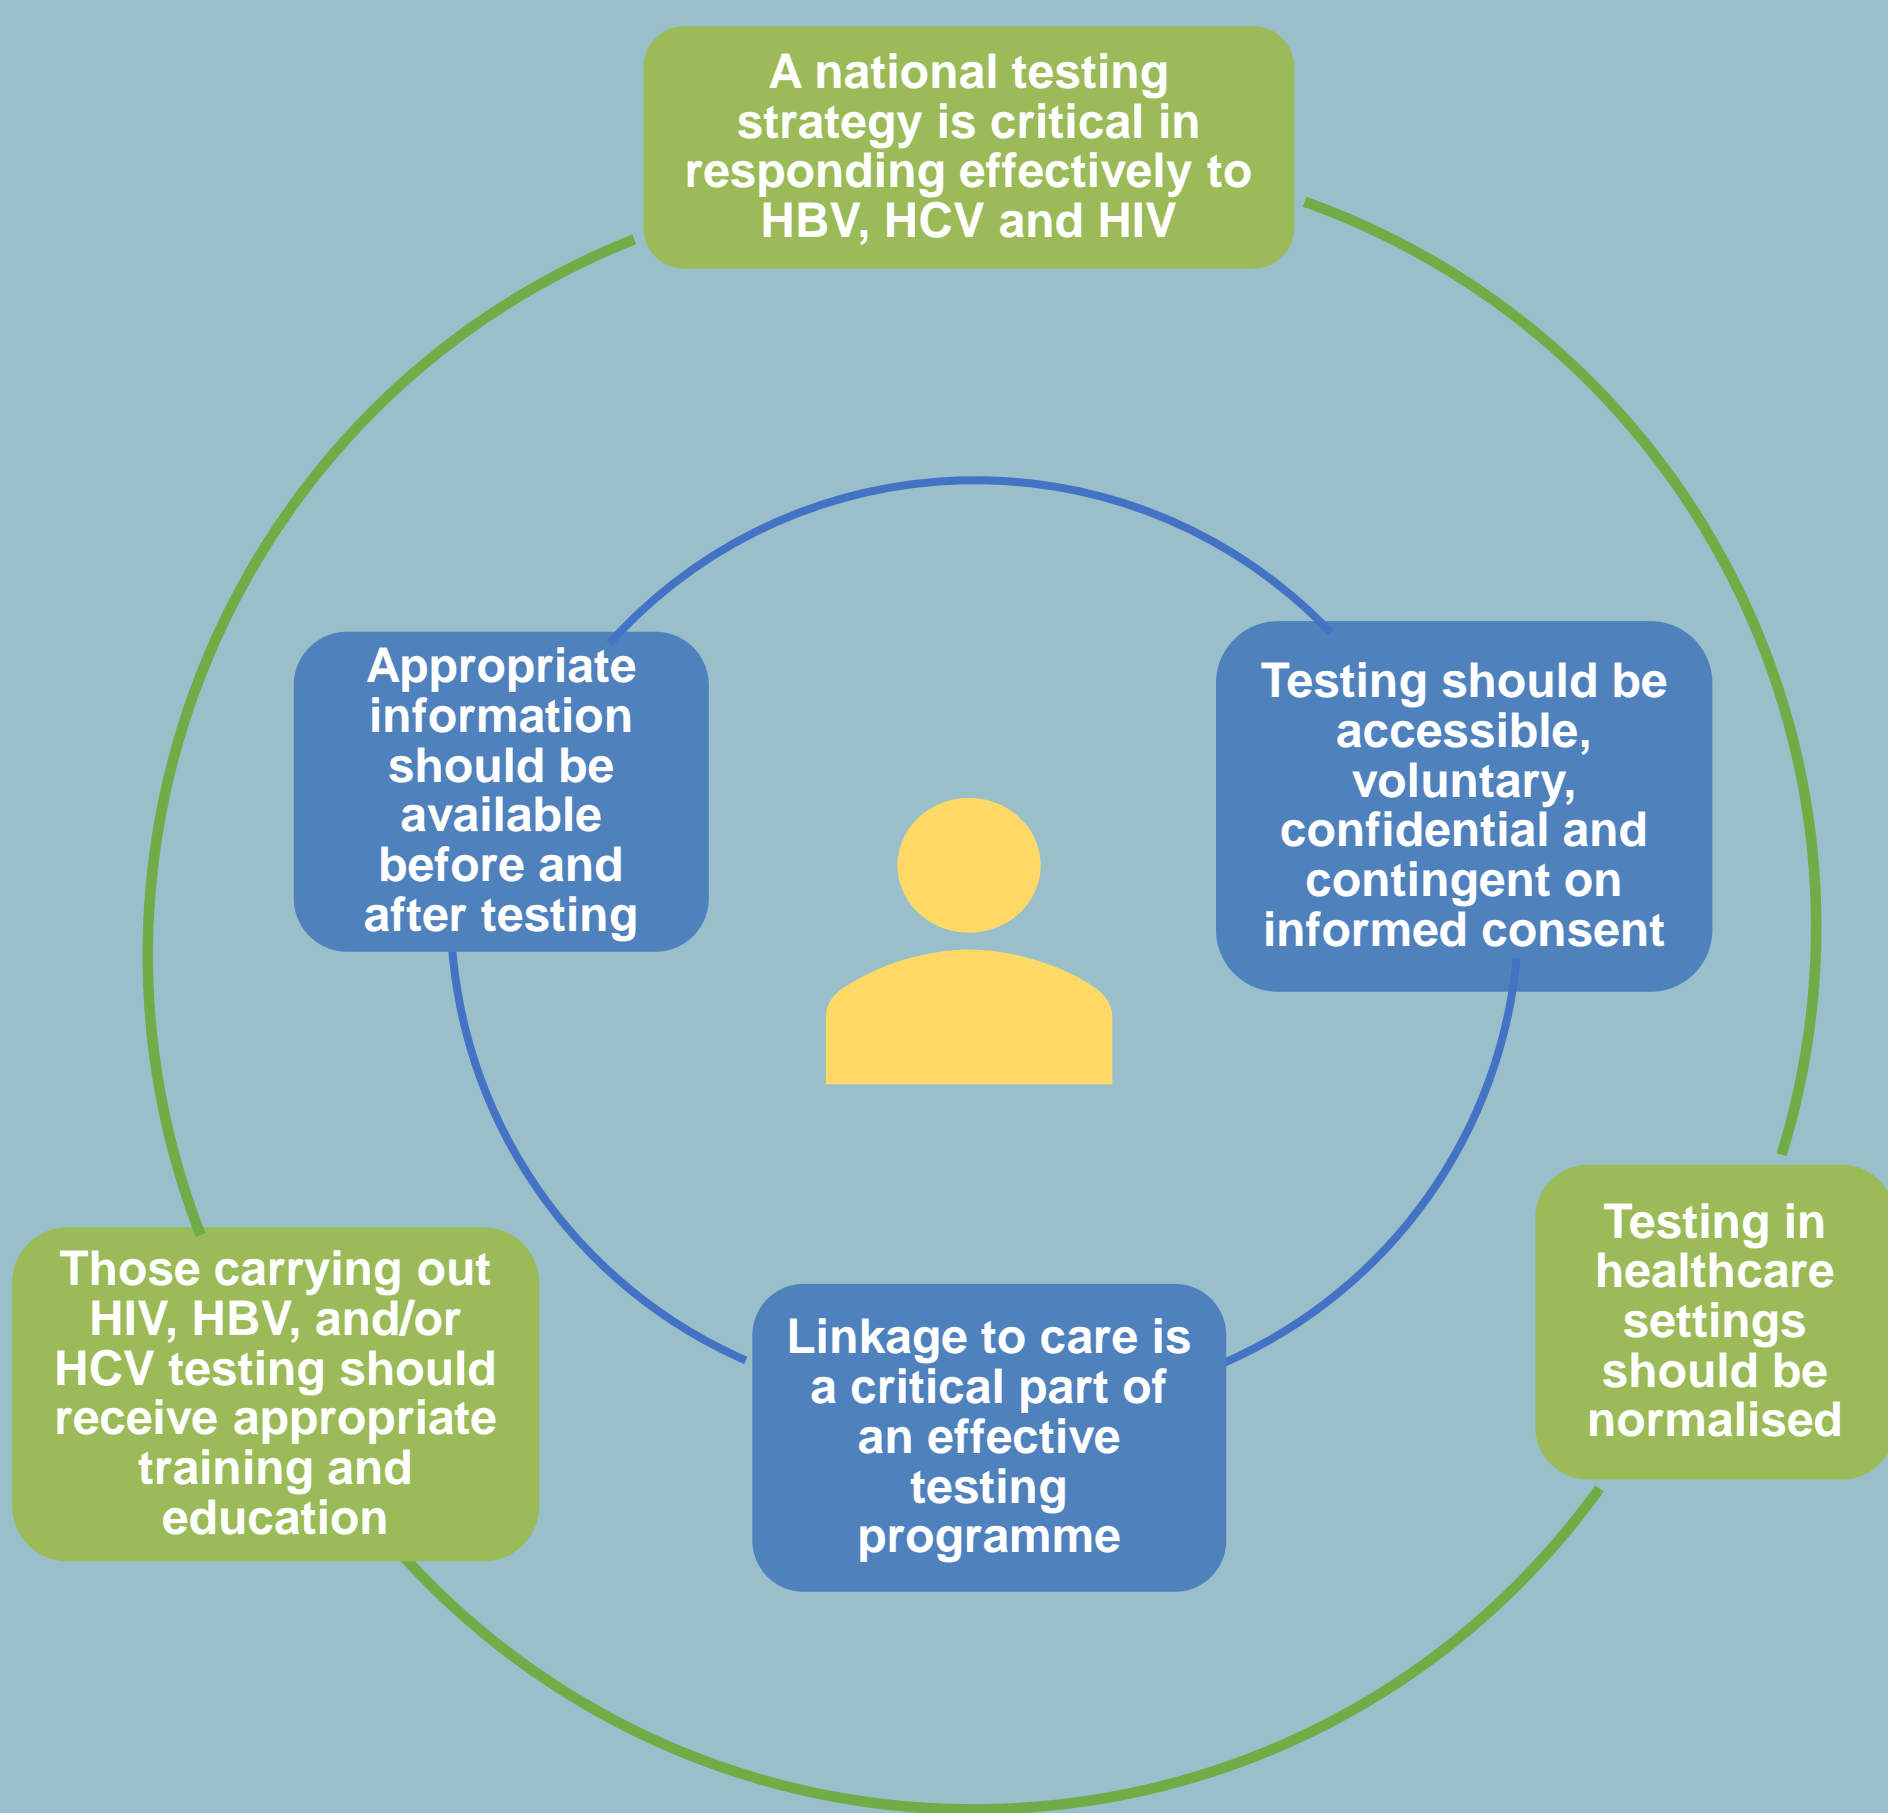 A national testing
strategy is critical in
responding effectively to
HBV, HCV and HIV
Appropriate
information
should be
available
before and
after testing
Testing should be
accessible,
voluntary,
confidential and
contingent on
informed consent
Those carrying out
HIV, HBV, and/or
HCV testing should
receive appropriate
training and
education
Linkage to care is
a critical part of
an effective
testing
programme
Testing in
healthcare
settings
should be
normalised